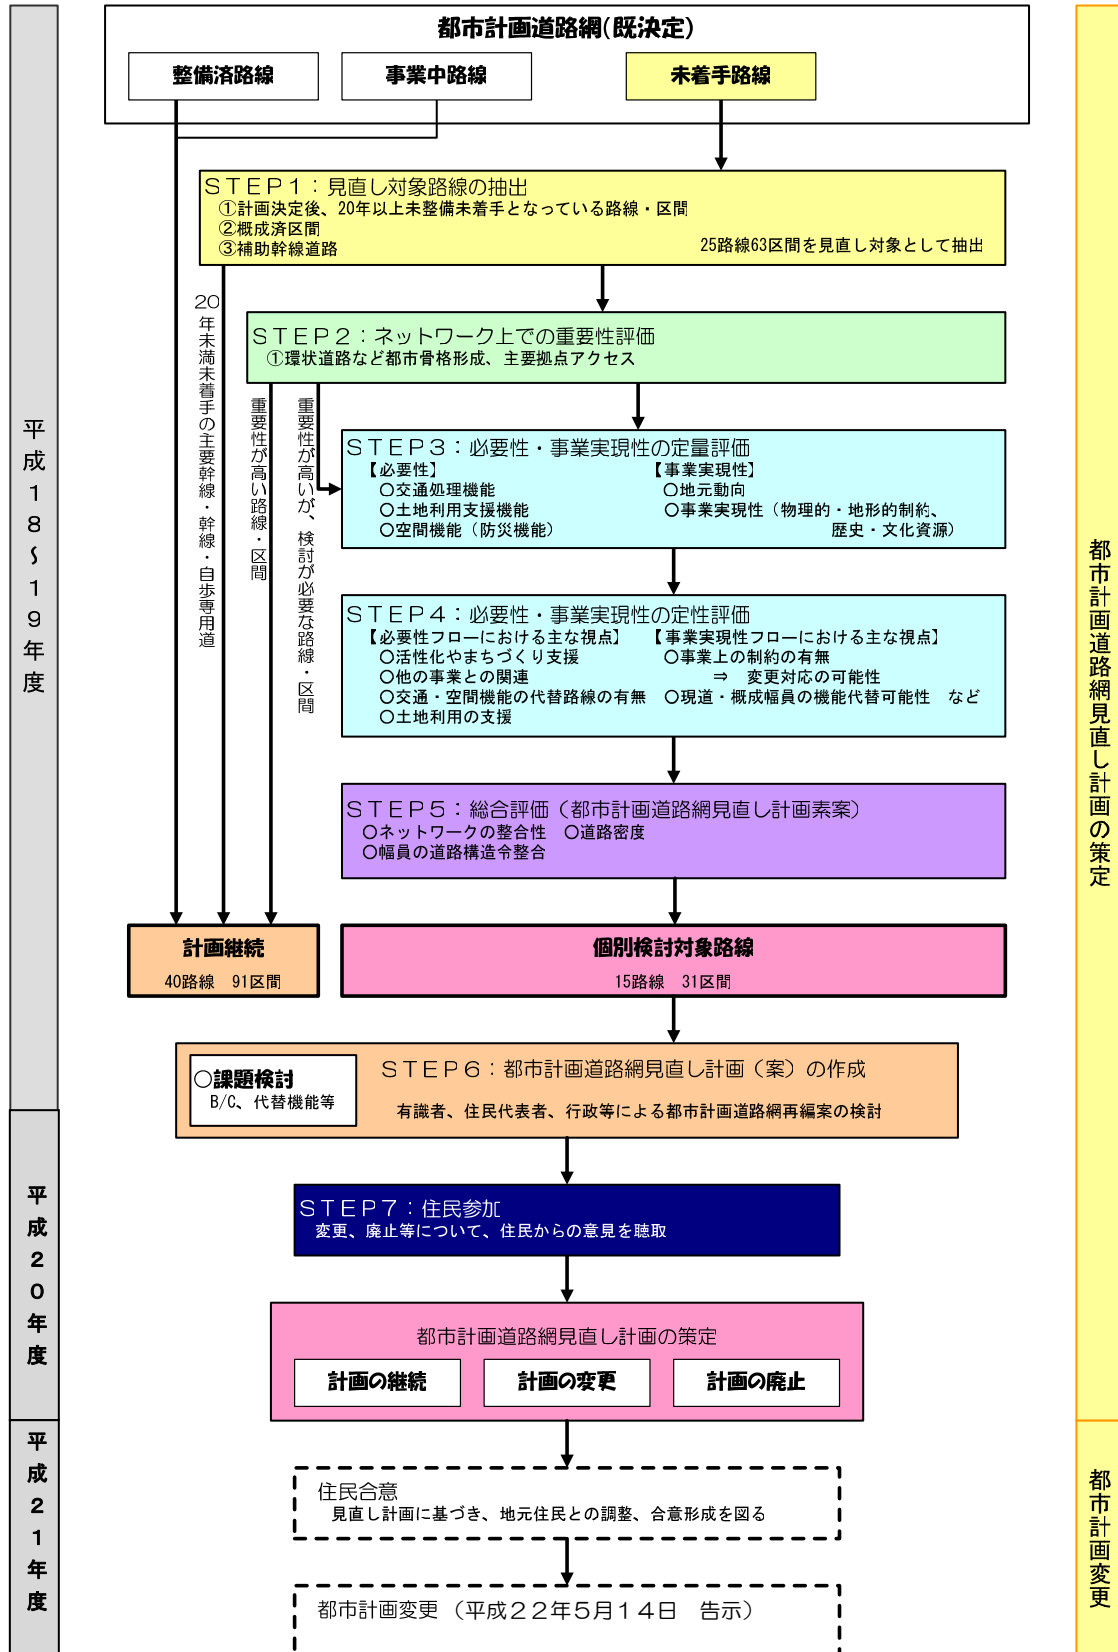 都市計画道路網(既決定)
整備済路線
事業中路線
未着手路線
STEP1：見直し対象路線の抽出
①計画決定後、20年以上未整備未着手となっている路線・区間
②概成済区間
③補助幹線道路
25路線63区間を見直し対象として抽出
20年未満未着手の主要幹線・幹線・自歩専用道
STEP2：ネットワーク上での重要性評価
①環状道路など都市骨格形成、主要拠点アクセス
重要性が高い路線・区間
重要性が高いが、検討が必要な路線・区間
STEP3：必要性・事業実現性の定量評価
【必要性】
○交通処理機能
○土地利用支援機能
○空間機能（防災機能）
【事業実現性】
○地元動向
○事業実現性（物理的・地形的制約、
歴史・文化資源）
STEP4：必要性・事業実現性の定性評価
【必要性フローにおける主な視点】
○活性化やまちづくり支援
○他の事業との関連
○交通・空間機能の代替路線の有無
○土地利用の支援
【事業実現性フローにおける主な視点】
○事業上の制約の有無
⇒　変更対応の可能性
○現道・概成幅員の機能代替可能性　など
STEP5：総合評価（都市計画道路網見直し計画素案）
○ネットワークの整合性　○道路密度
○幅員の道路構造令整合
計画継続
40路線　91区間
個別検討対象路線
15路線　31区間
STEP6：都市計画道路網見直し計画（案）の作成
○課題検討
B/C、代替機能等
有識者、住民代表者、行政等による都市計画道路網再編案の検討
STEP7：住民参加
変更、廃止等について、住民からの意見を聴取
都市計画道路網見直し計画の策定
計画の継続
計画の変更
計画の廃止
住民合意
見直し計画に基づき、地元住民との調整、合意形成を図る
都市計画変更（平成22年5月14日　告示）
平成18～19年度
平成20年度
平成21年度
都市計画道路網見直し計画の策定
都市計画変更